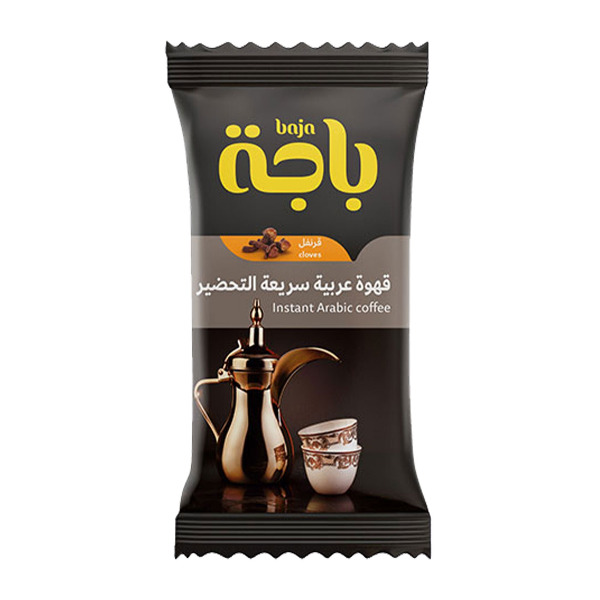 baja
باجة
قرنفل
cloves
قهوة عربية سريعة التحضير
Instant Arabic coffee